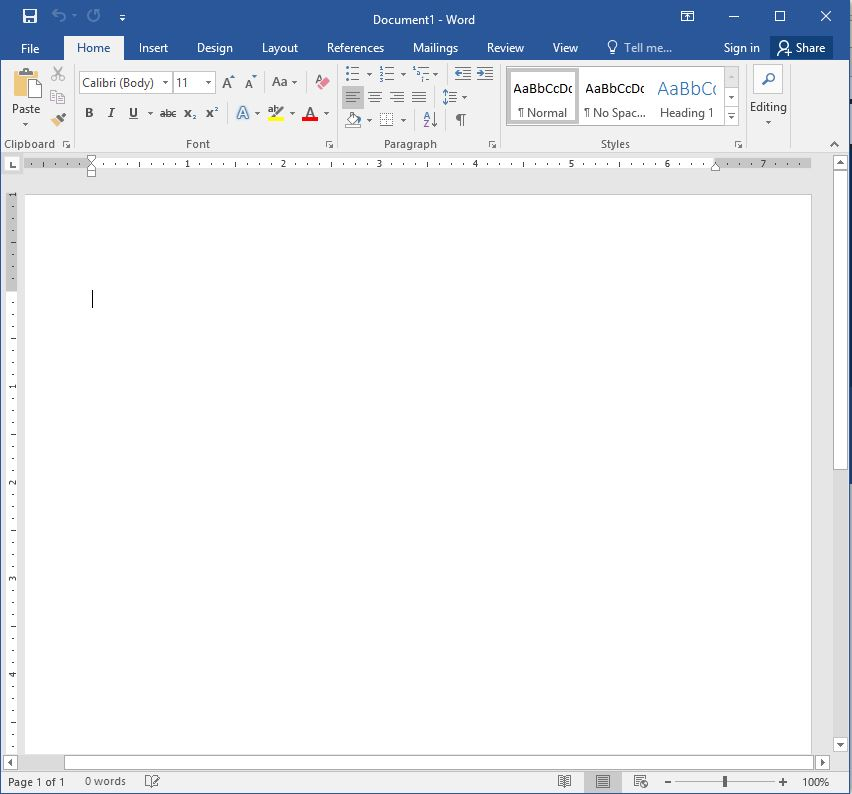 Document1 - Word
File Home Insert Design Layout References Mailings Review View Tell me... Sign in Share
Calibri (Body) 11 Aa
Paste
B I U abc x₂ x² A ab A
A Z ¶
AaBbCcDc AaBbCcDc AaBbCc
¶ Normal ¶ No Spac... Heading 1
Editing
Clipboard Font Paragraph Styles
1 2 3 4 5 6 7
1
1
2
3
4
Page 1 of 1 0 words 100%